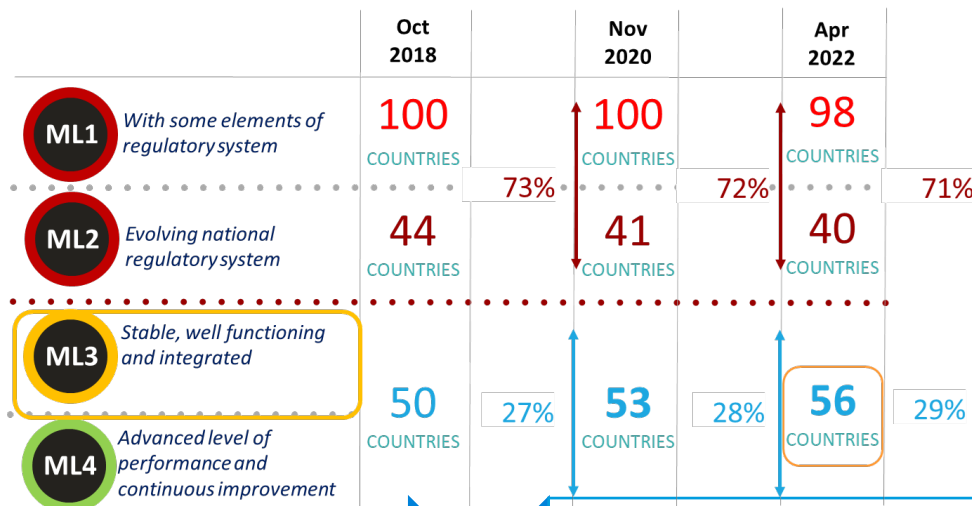 Oct
2018
Nov
2020
Apr
2022
ML1
With some elements of
regulatory system
100
COUNTRIES
100
COUNTRIES
98
COUNTRIES
73%
72%
71%
ML2
Evolving national
regulatory system
44
COUNTRIES
41
COUNTRIES
40
COUNTRIES
ML3
Stable, well functioning
and integrated
50
COUNTRIES
27%
53
COUNTRIES
28%
56
COUNTRIES
29%
ML4
Advanced level of
performance and
continuous improvement